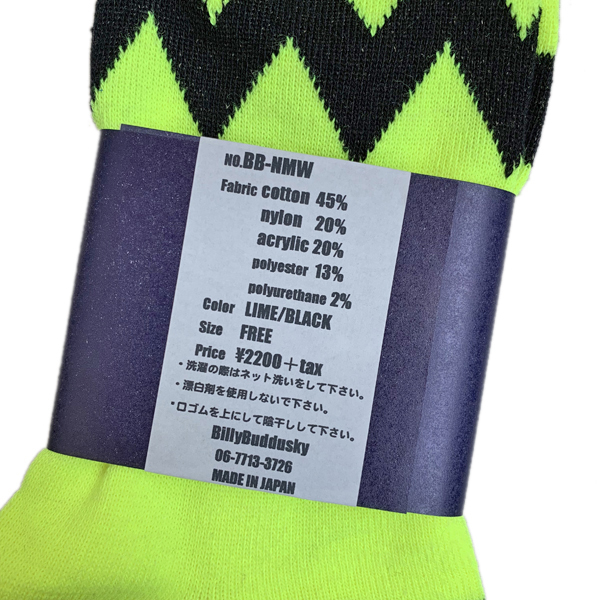 NO.BB-NMW
Fabric cotton 45%
nylon 20%
acrylic 20%
polyester 13%
polyurethane 2%
Color LIME/BLACK
Size FREE
Price ¥2200+tax
・洗濯の際はネット洗いをして下さい。
・漂白剤を使用しないで下さい。
・口ゴムを上にして陰干しして下さい。
BillyBuddusky
06-7713-3726
MADE IN JAPAN